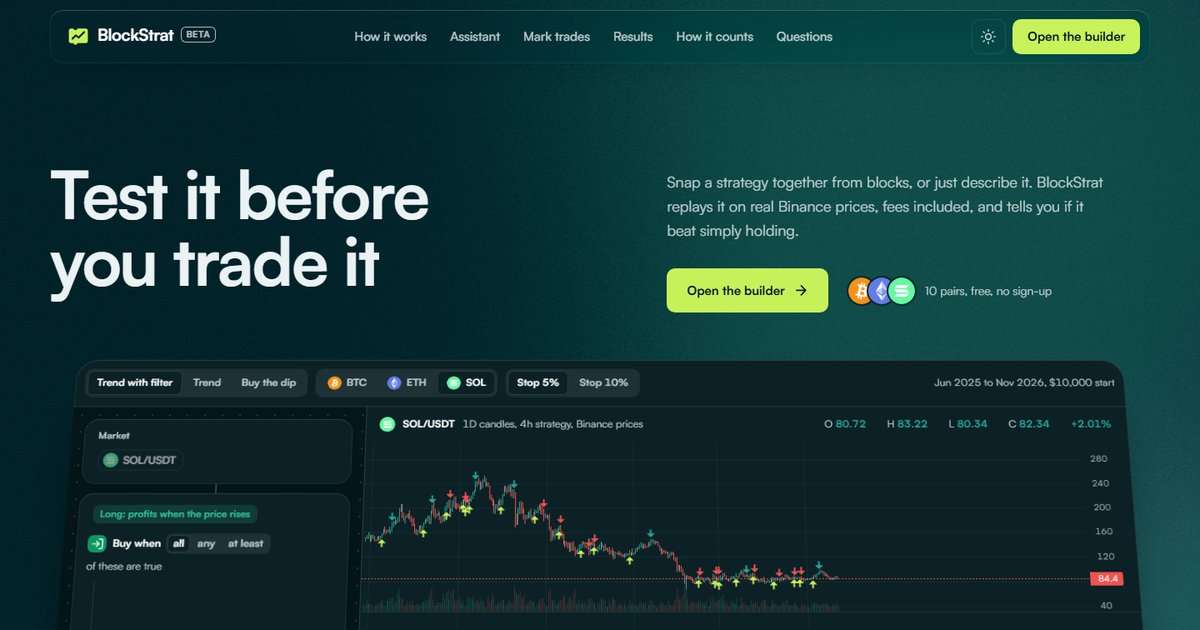 BlockStrat BETA
How it works Assistant Mark trades Results How it counts Questions
Open the builder
Test it before
you trade it
Snap a strategy together from blocks, or just describe it. BlockStrat
replays it on real Binance prices, fees included, and tells you if it
beat simply holding.
Open the builder →
10 pairs, free, no sign-up
Trend with filter Trend Buy the dip BTC ETH SOL Stop 5% Stop 10% Jun 2025 to Nov 2026, $10,000 start
Market
SOL/USDT
Long: profits when the price rises
Buy when all any at least
of these are true
SOL/USDT 1D candles, 4h strategy, Binance prices O 80.72 H 83.22 L 80.34 C 82.34 +2.01%
280
240
200
160
120
84.4
40